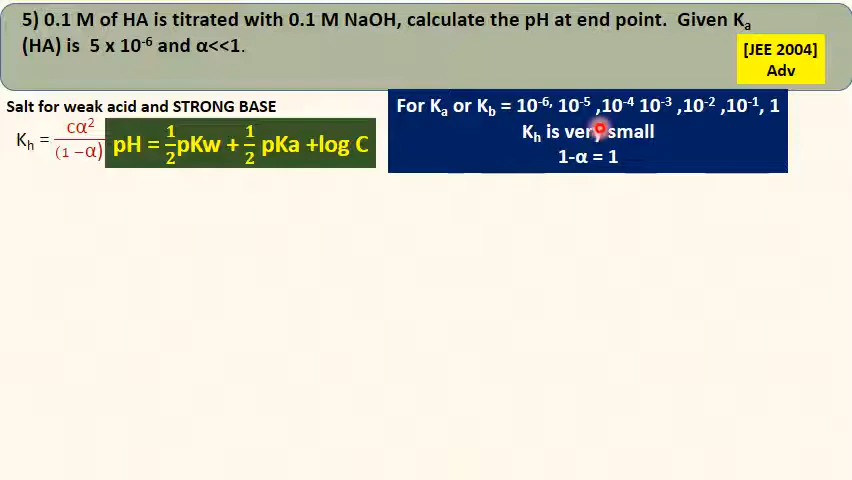 5) 0.1 M of HA is titrated with 0.1 M NaOH, calculate the pH at end point. Given Kₐ
(HA) is 5 x 10⁻⁶ and α<<1.
[JEE 2004]
Adv
Salt for weak acid and STRONG BASE
Kₕ = cα² / (1 −α)
pH = 1/2 pKw + 1/2 pKa +log C
For Kₐ or K_b = 10⁻⁶, 10⁻⁵ ,10⁻⁴ 10⁻³ ,10⁻² ,10⁻¹, 1
Kₕ is very small
1-α = 1